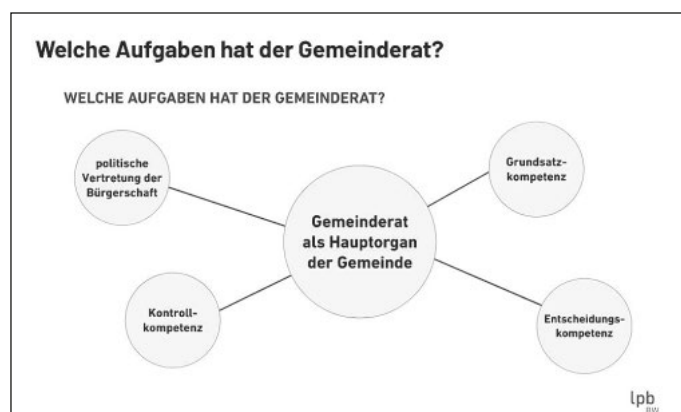 Welche Aufgaben hat der Gemeinderat?
WELCHE AUFGABEN HAT DER GEMEINDERAT?
politische
Vertretung der
Bürgerschaft
Grundsatz-
kompetenz
Gemeinderat
als Hauptorgan
der Gemeinde
Kontroll-
kompetenz
Entscheidungs-
kompetenz
lpb
BW